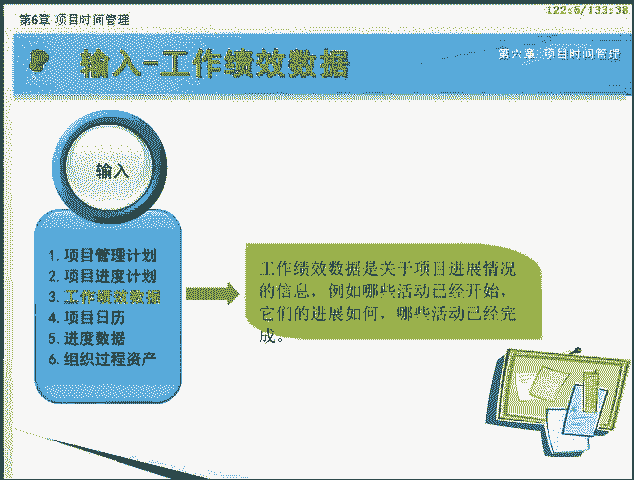 122:8/133:38
第6章 项目时间管理
输入-工作绩效数据
第六章 项目时间管理
输入
1. 项目管理计划
2. 项目进度计划
3. 工作绩效数据
4. 项目日历
5. 进度数据
6. 组织过程资产
工作绩效数据是关于项目进展情况
的信息，例如哪些活动已经开始，
它们的进展如何，哪些活动已经完
成。